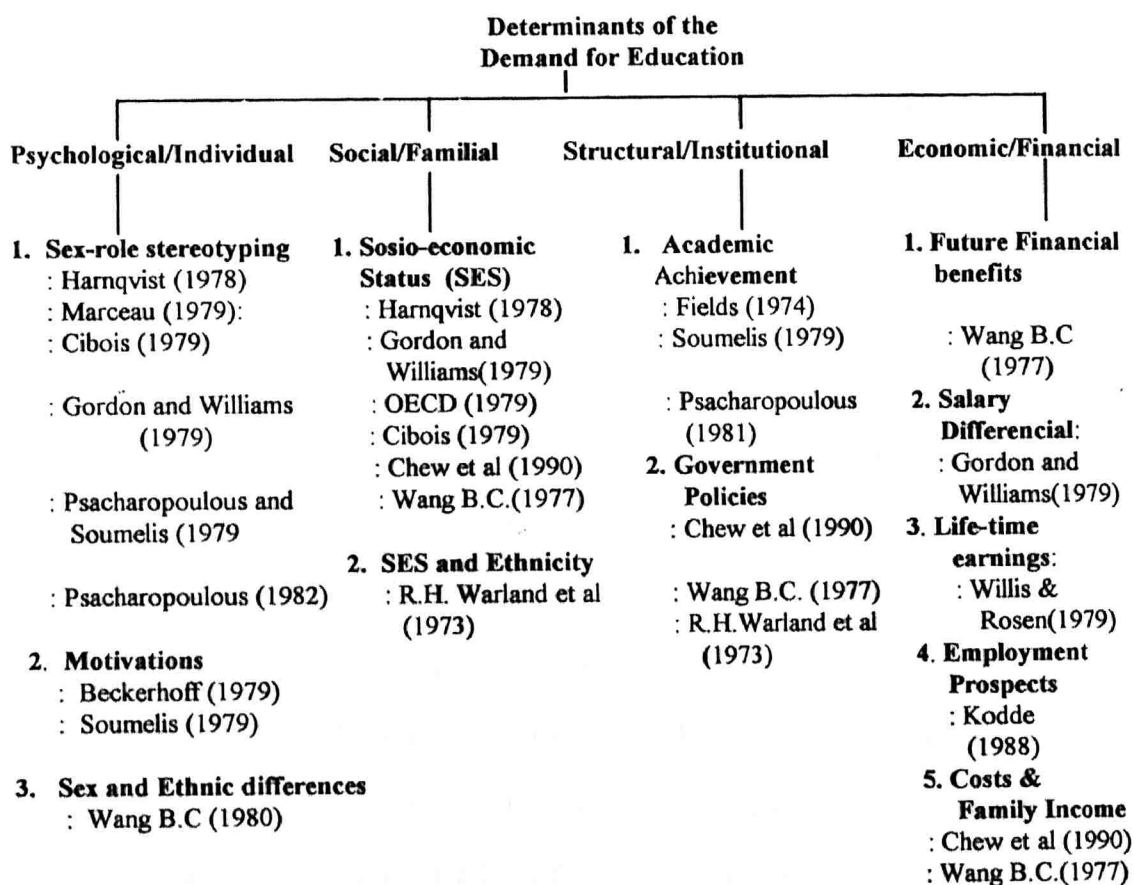 Determinants of the
Demand for Education
Psychological/Individual
Social/Familial
Structural/Institutional
Economic/Financial
1. Sex-role stereotyping
: Harnqvist (1978)
: Marceau (1979):
: Cibois (1979)
: Gordon and Williams
(1979)
: Psacharopoulous and
Soumelis (1979
: Psacharopoulous (1982)
2. Motivations
: Beckerhoff (1979)
: Soumelis (1979)
3. Sex and Ethnic differences
: Wang B.C (1980)
1. Sosio-economic
Status (SES)
: Harnqvist (1978)
: Gordon and
Williams(1979)
: OECD (1979)
: Cibois (1979)
: Chew et al (1990)
: Wang B.C.(1977)
2. SES and Ethnicity
: R.H. Warland et al
(1973)
1. Academic
Achievement
: Fields (1974)
: Soumelis (1979)
: Psacharopoulous
(1981)
2. Government
Policies
: Chew et al (1990)
: Wang B.C. (1977)
: R.H.Warland et al
(1973)
1. Future Financial
benefits
: Wang B.C
(1977)
2. Salary
Differencial:
: Gordon and
Williams(1979)
3. Life-time
earnings:
: Willis &
Rosen(1979)
4. Employment
Prospects
: Kodde
(1988)
5. Costs &
Family Income
: Chew et al (1990)
: Wang B.C.(1977)